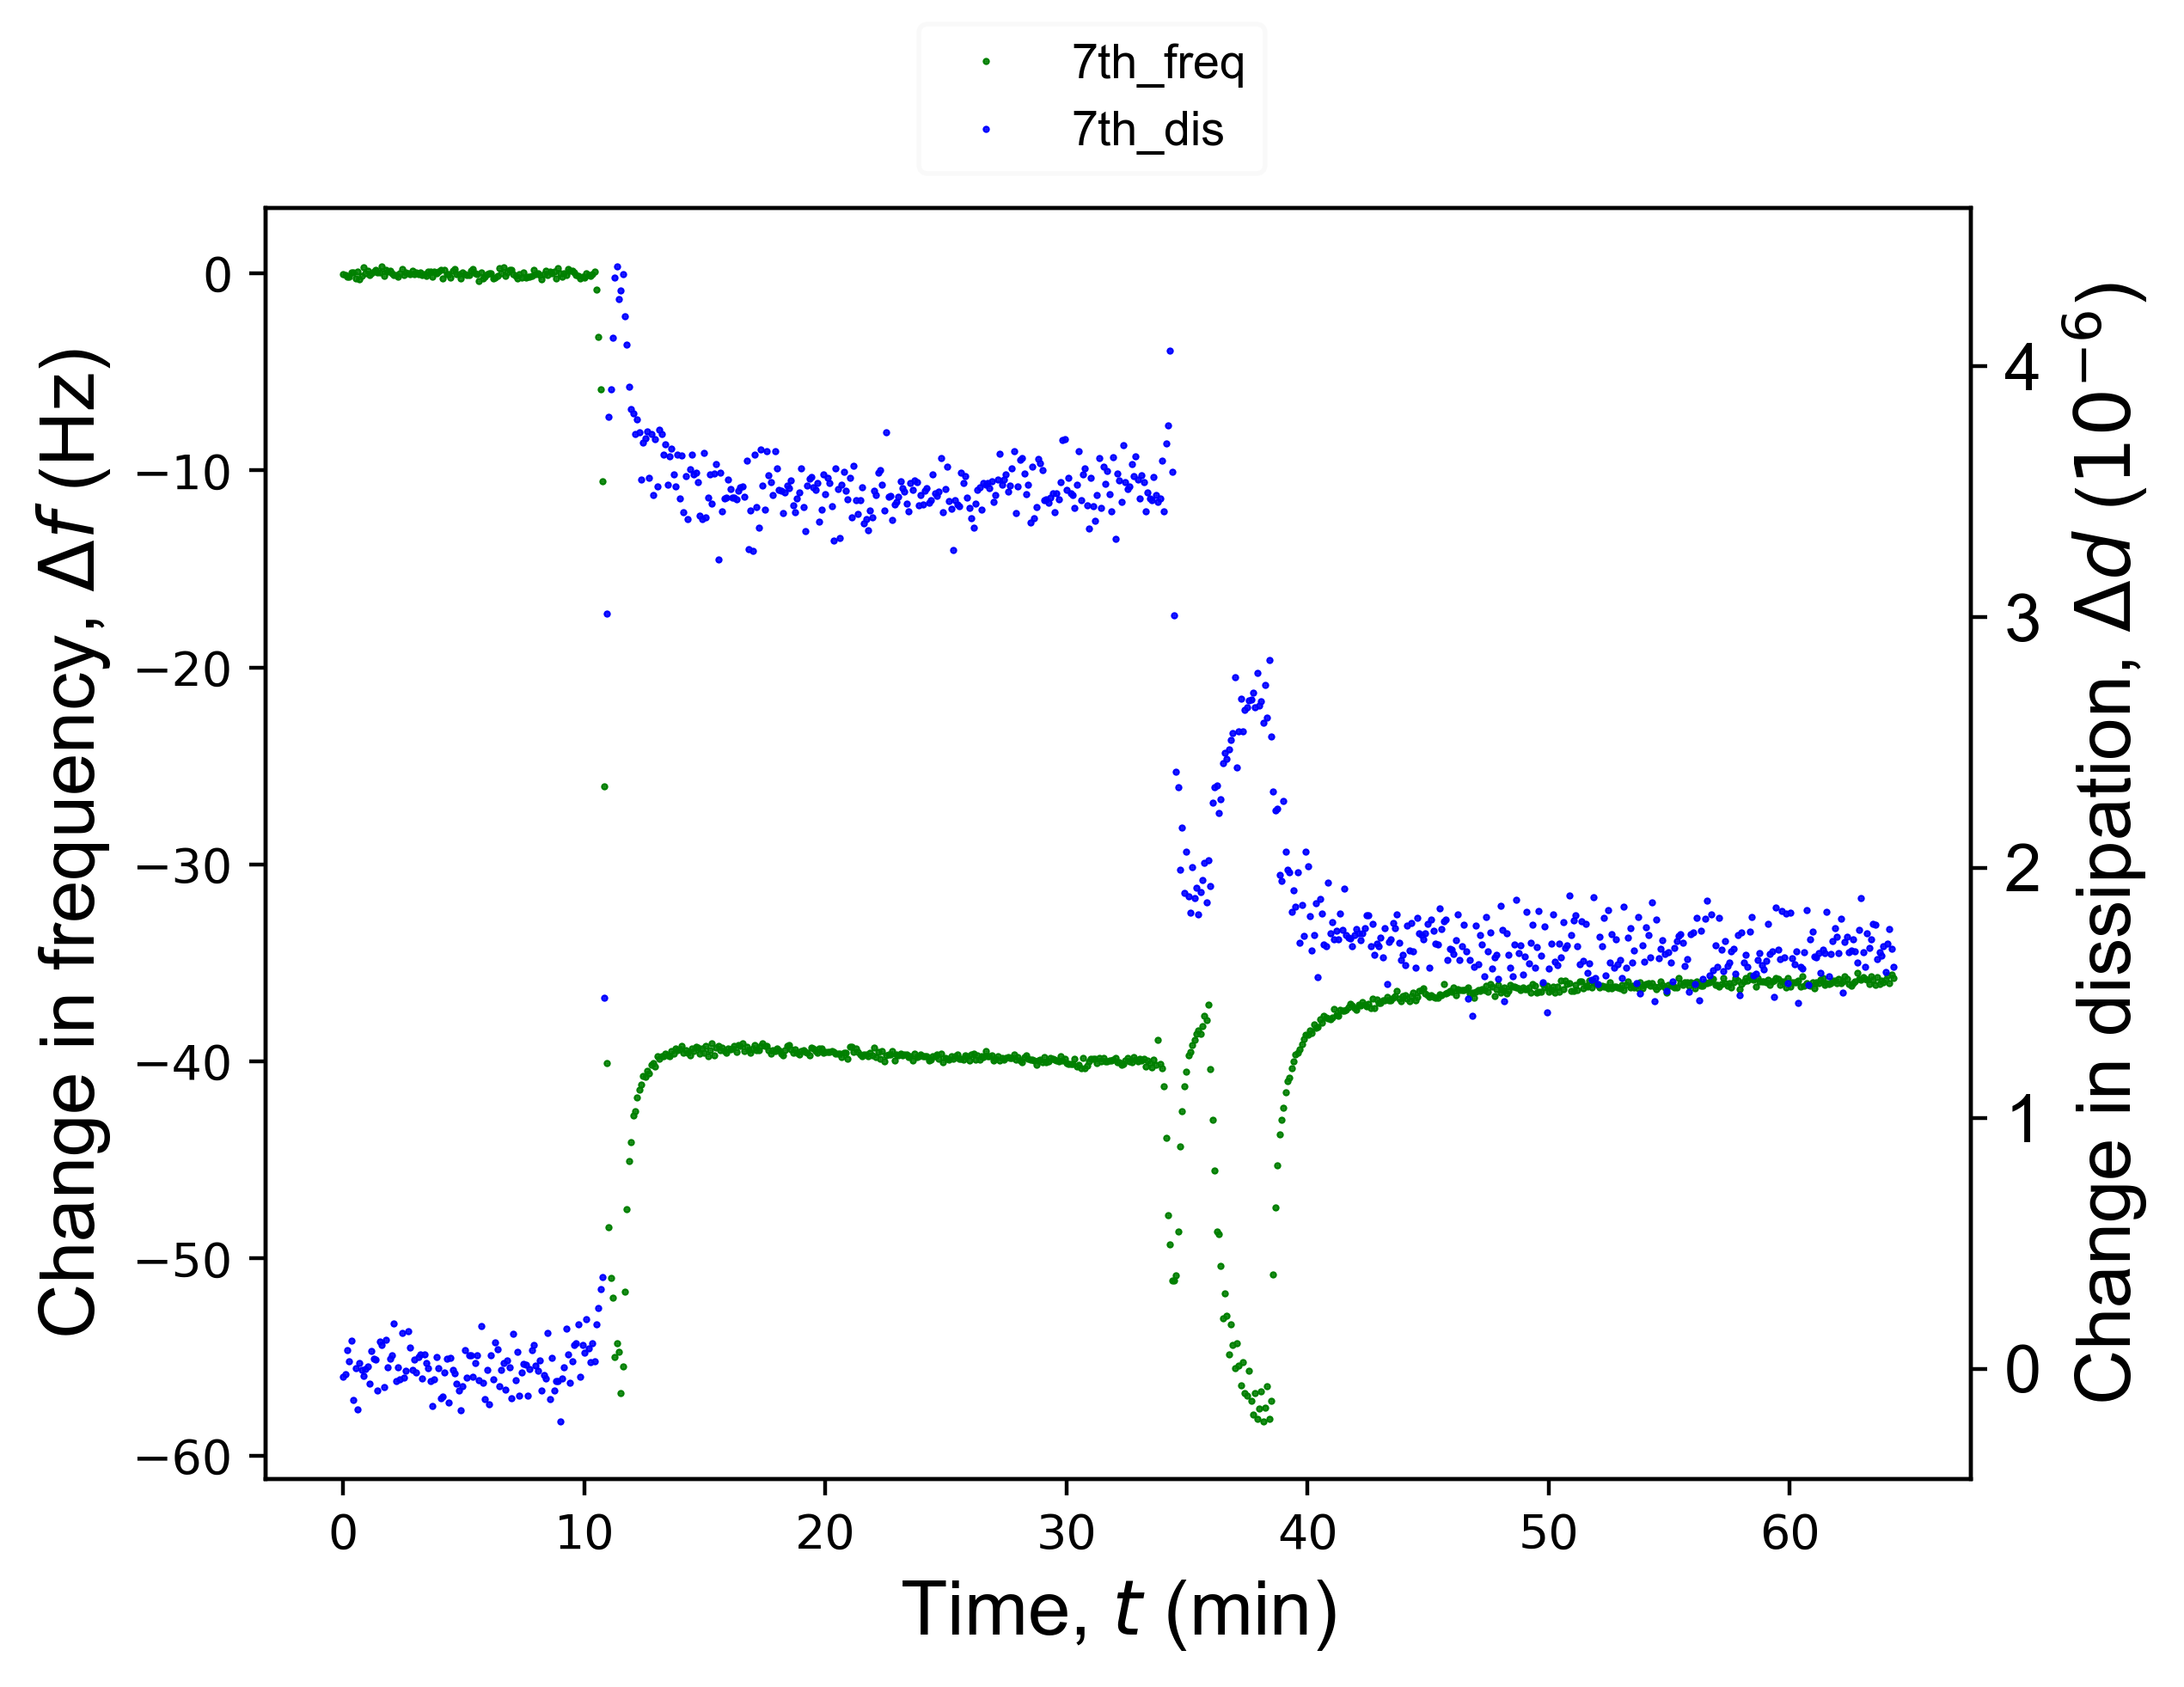 7th_freq
7th_dis
Change in frequency, Δf (Hz)
0
−10
−20
−30
−40
−50
−60
4
3
2
1
0
Change in dissipation, Δd (10⁻⁶)
0 10 20 30 40 50 60
Time, t (min)